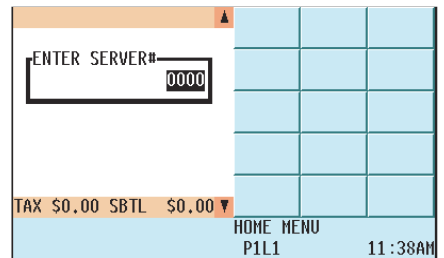 ENTER SERVER#
0000
TAX $0.00 SBTL $0.00
HOME MENU
P1L1 11:38AM